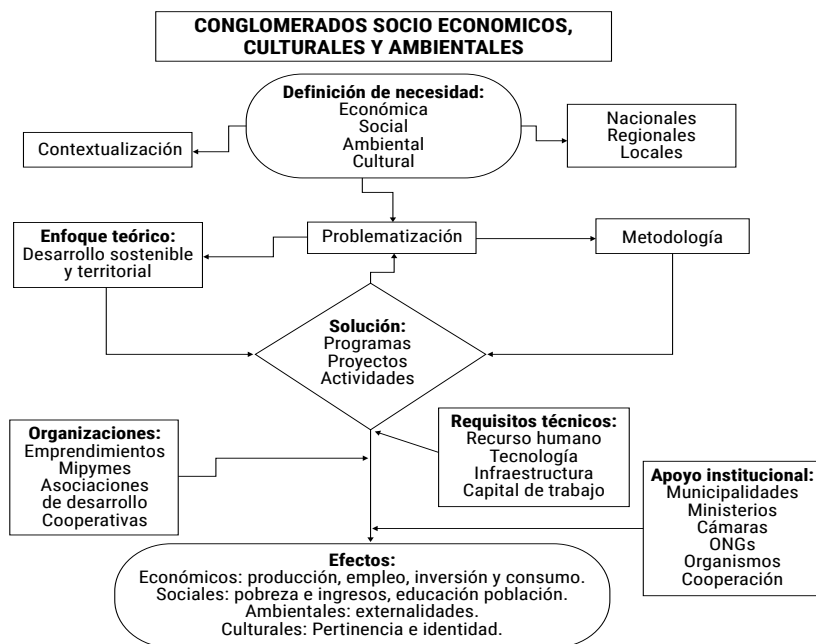 CONGLOMERADOS SOCIO ECONOMICOS,
CULTURALES Y AMBIENTALES
Definición de necesidad:
Económica
Social
Ambiental
Cultural
Contextualización
Nacionales
Regionales
Locales
Enfoque teórico:
Desarrollo sostenible
y territorial
Problematización
Metodología
Solución:
Programas
Proyectos
Actividades
Organizaciones:
Emprendimientos
Mipymes
Asociaciones
de desarrollo
Cooperativas
Requisitos técnicos:
Recurso humano
Tecnología
Infraestructura
Capital de trabajo
Apoyo institucional:
Municipalidades
Ministerios
Cámaras
ONGs
Organismos
Cooperación
Efectos:
Económicos: producción, empleo, inversión y consumo.
Sociales: pobreza e ingresos, educación población.
Ambientales: externalidades.
Culturales: Pertinencia e identidad.